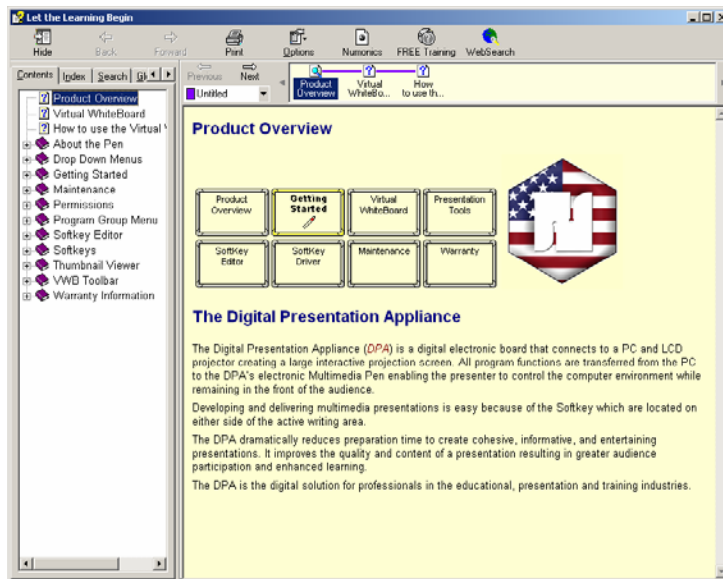 Let the Learning Begin
Hide Back Forward Print Options Numonics FREE Training WebSearch
Contents Index Search Gl
Previous Next
Untitled
Product Overview
Virtual WhiteBo...
How to use th...
Product Overview
Virtual WhiteBoard
How to use the Virtual
About the Pen
Drop Down Menus
Getting Started
Maintenance
Permissions
Program Group Menu
Softkey Editor
Softkeys
Thumbnail Viewer
VWB Toolbar
Warranty Information
Product Overview
Product Overview
Getting Started
Virtual WhiteBoard
Presentation Tools
SoftKey Editor
SoftKey Driver
Maintenance
Warranty
The Digital Presentation Appliance
The Digital Presentation Appliance (DPA) is a digital electronic board that connects to a PC and LCD
projector creating a large interactive projection screen. All program functions are transferred from the PC
to the DPA's electronic Multimedia Pen enabling the presenter to control the computer environment while
remaining in the front of the audience.
Developing and delivering multimedia presentations is easy because of the Softkey which are located on
either side of the active writing area.
The DPA dramatically reduces preparation time to create cohesive, informative, and entertaining
presentations. It improves the quality and content of a presentation resulting in greater audience
participation and enhanced learning.
The DPA is the digital solution for professionals in the educational, presentation and training industries.